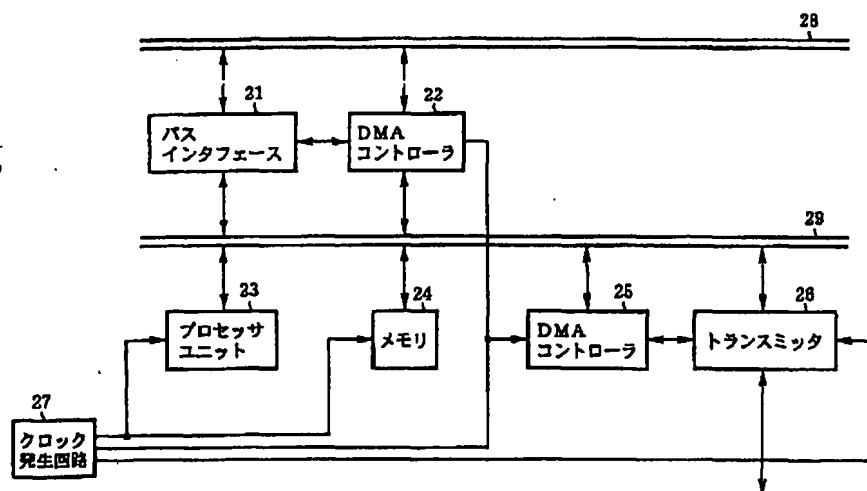 28
21
22
バス
インタフェース
DMA
コントローラ
29
23
24
25
26
プロセッサ
ユニット
メモリ
DMA
コントローラ
トランスミッタ
27
クロック
発生回路